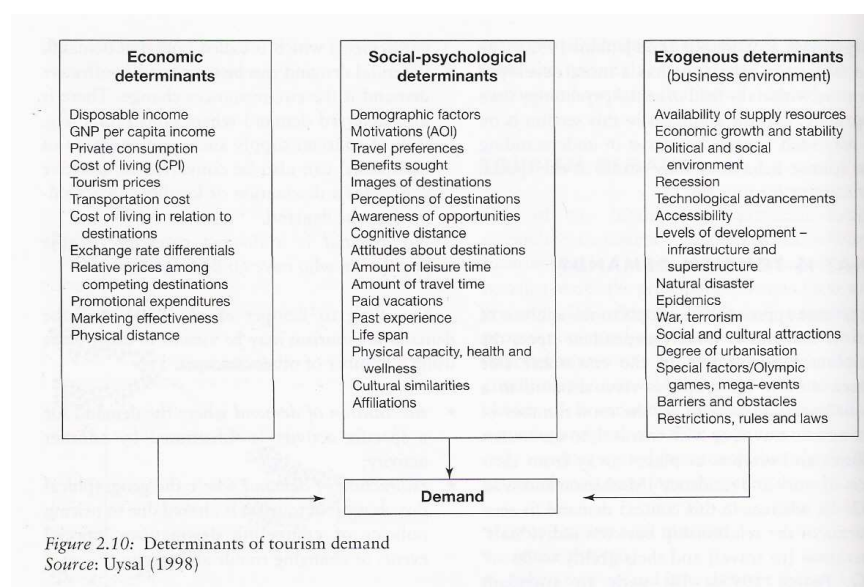 Economic
determinants
Disposable income
GNP per capita income
Private consumption
Cost of living (CPI)
Tourism prices
Transportation cost
Cost of living in relation to
destinations
Exchange rate differentials
Relative prices among
competing destinations
Promotional expenditures
Marketing effectiveness
Physical distance
Social-psychological
determinants
Demographic factors
Motivations (AOI)
Travel preferences
Benefits sought
Images of destinations
Perceptions of destinations
Awareness of opportunities
Cognitive distance
Attitudes about destinations
Amount of leisure time
Amount of travel time
Paid vacations
Past experience
Life span
Physical capacity, health and
wellness
Cultural similarities
Affiliations
Exogenous determinants
(business environment)
Availability of supply resources
Economic growth and stability
Political and social
environment
Recession
Technological advancements
Accessibility
Levels of development –
infrastructure and
superstructure
Natural disaster
Epidemics
War, terrorism
Social and cultural attractions
Degree of urbanisation
Special factors/Olympic
games, mega-events
Barriers and obstacles
Restrictions, rules and laws
Demand
Figure 2.10: Determinants of tourism demand
Source: Uysal (1998)